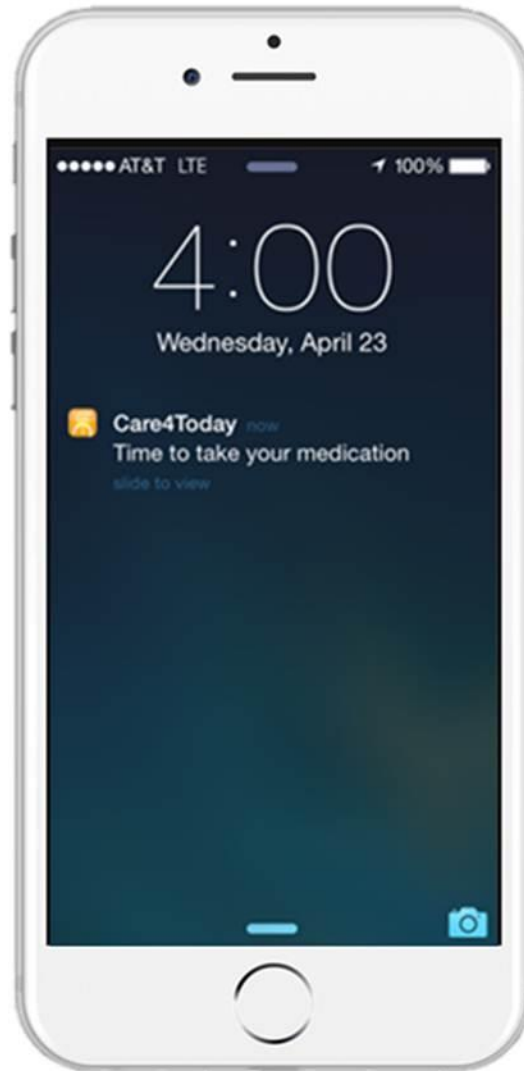 AT&T LTE 100%
4:00
Wednesday, April 23
Care4Today now
Time to take your medication
slide to view